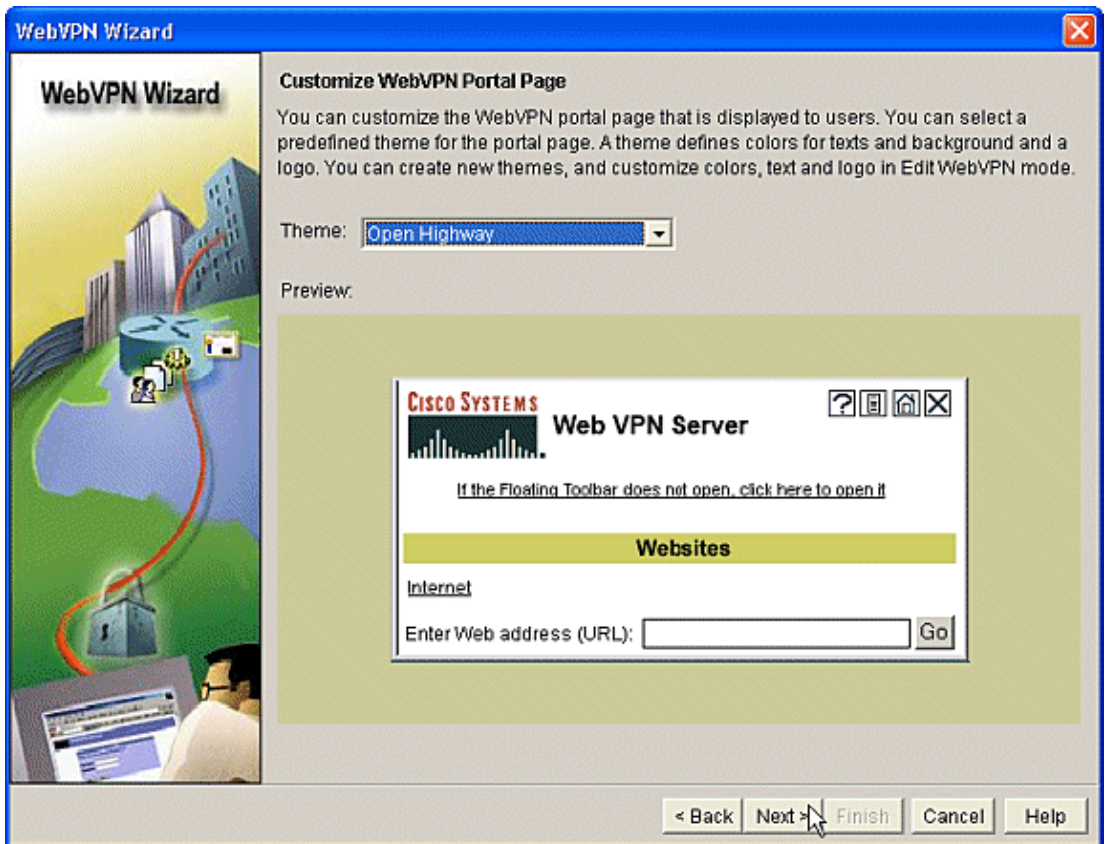 WebVPN Wizard
WebVPN Wizard
Customize WebVPN Portal Page
You can customize the WebVPN portal page that is displayed to users. You can select a
predefined theme for the portal page. A theme defines colors for texts and background and a
logo. You can create new themes, and customize colors, text and logo in Edit WebVPN mode.
Theme: Open Highway
Preview:
CISCO SYSTEMS
Web VPN Server
If the Floating Toolbar does not open, click here to open it
Websites
Internet
Enter Web address (URL): Go
< Back Next > Finish Cancel Help